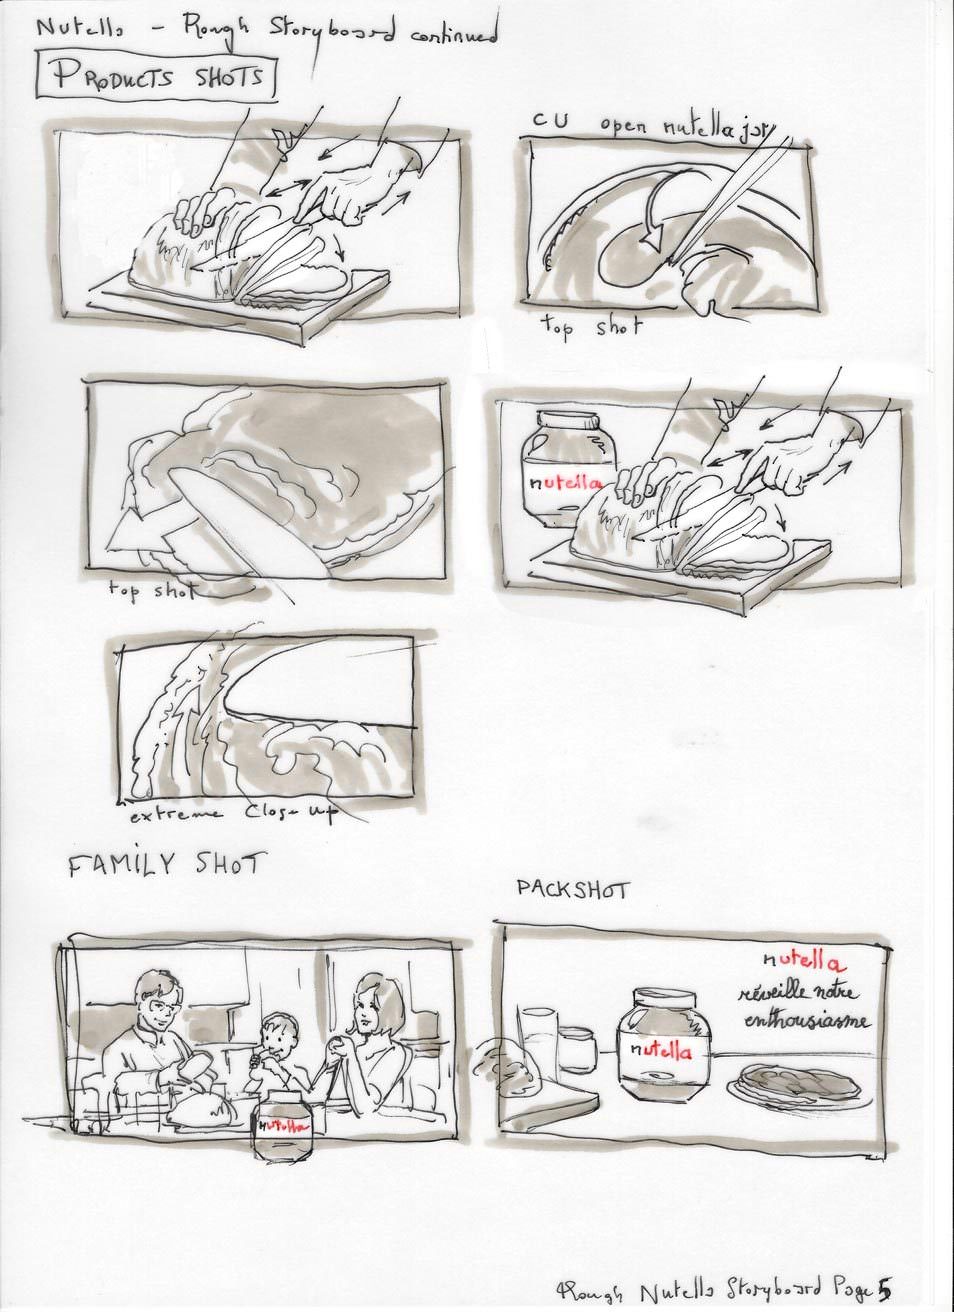 Nutella - Rough Storyboard continued
PRODUCTS SHOTS
CU open nutella jar
top shot
top shot
nutella
extreme Close up
FAMILY SHOT
PACKSHOT
nutella
nutella
réveille notre
enthousiasme
nutella
Rough Nutella Storyboard Page 5